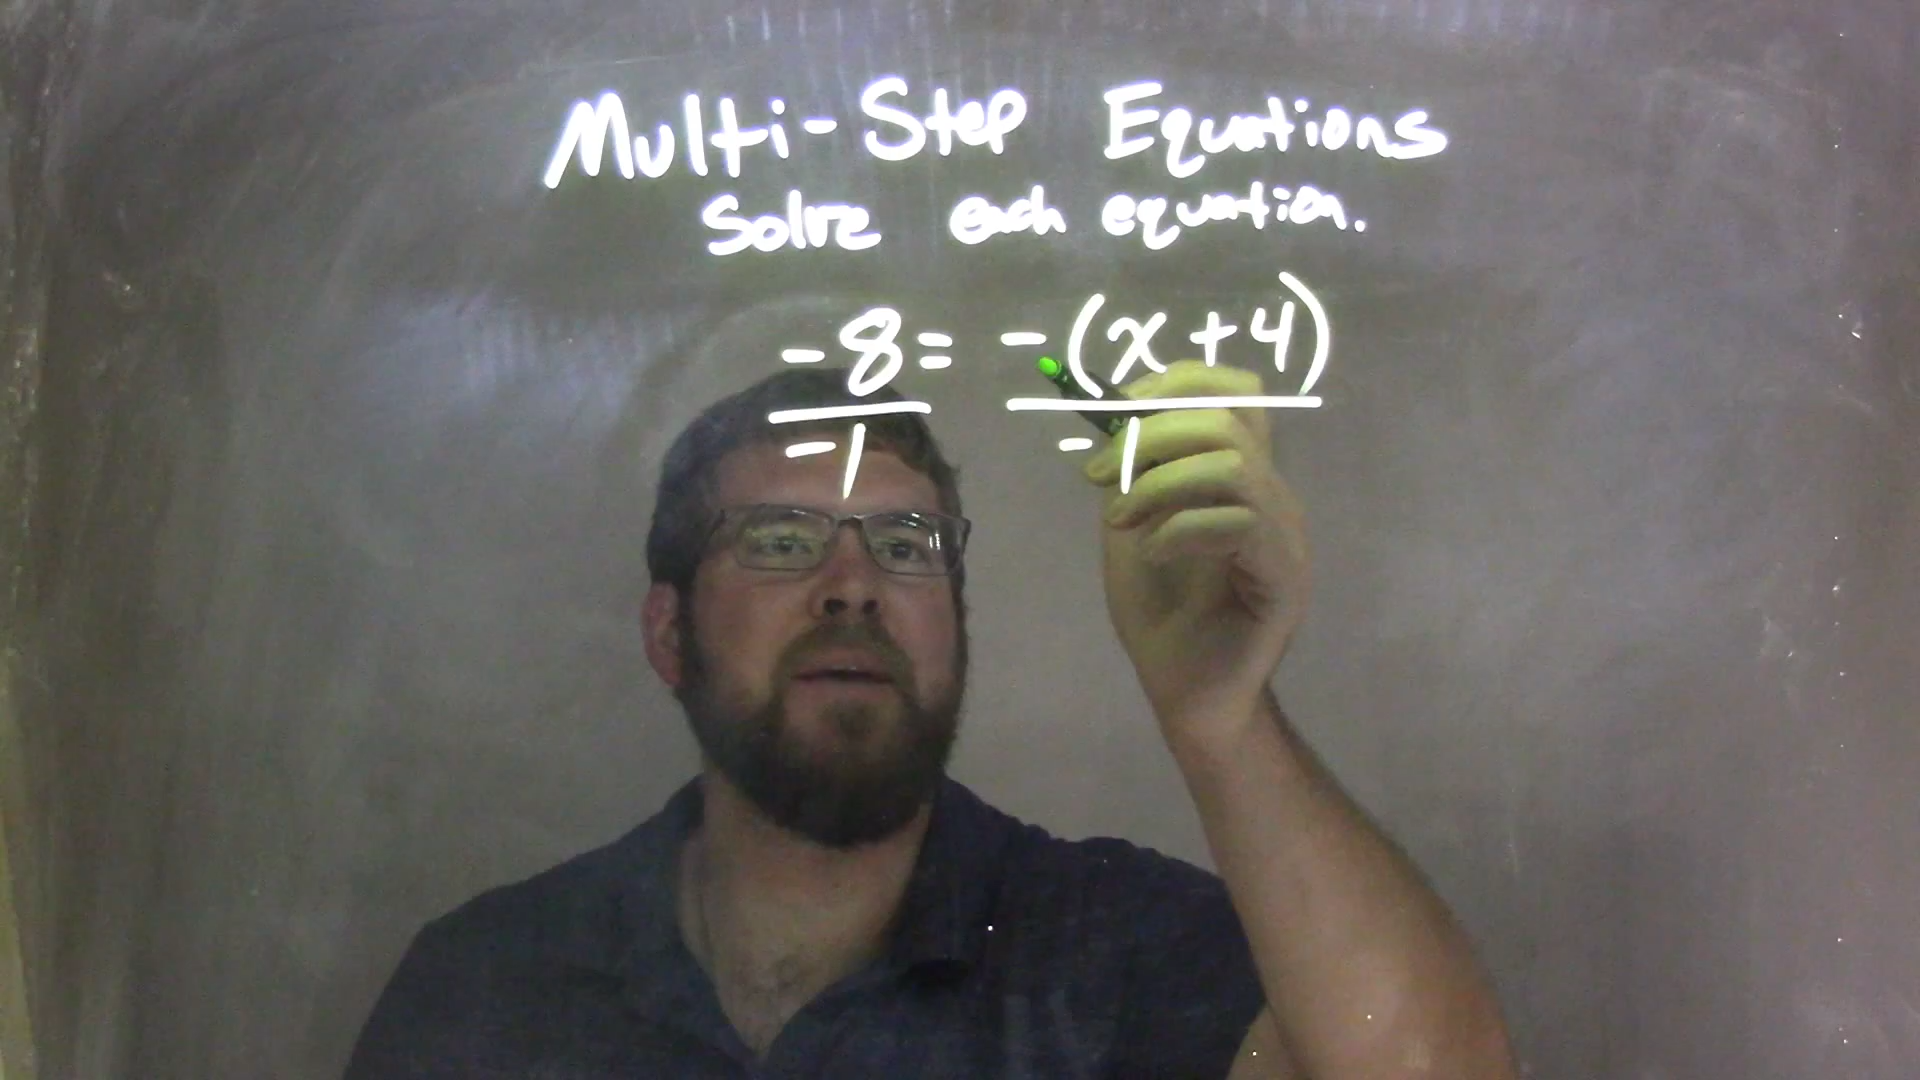 Multi-Step Equations
Solve each equation.
-8= -(x+4)
-1 -1